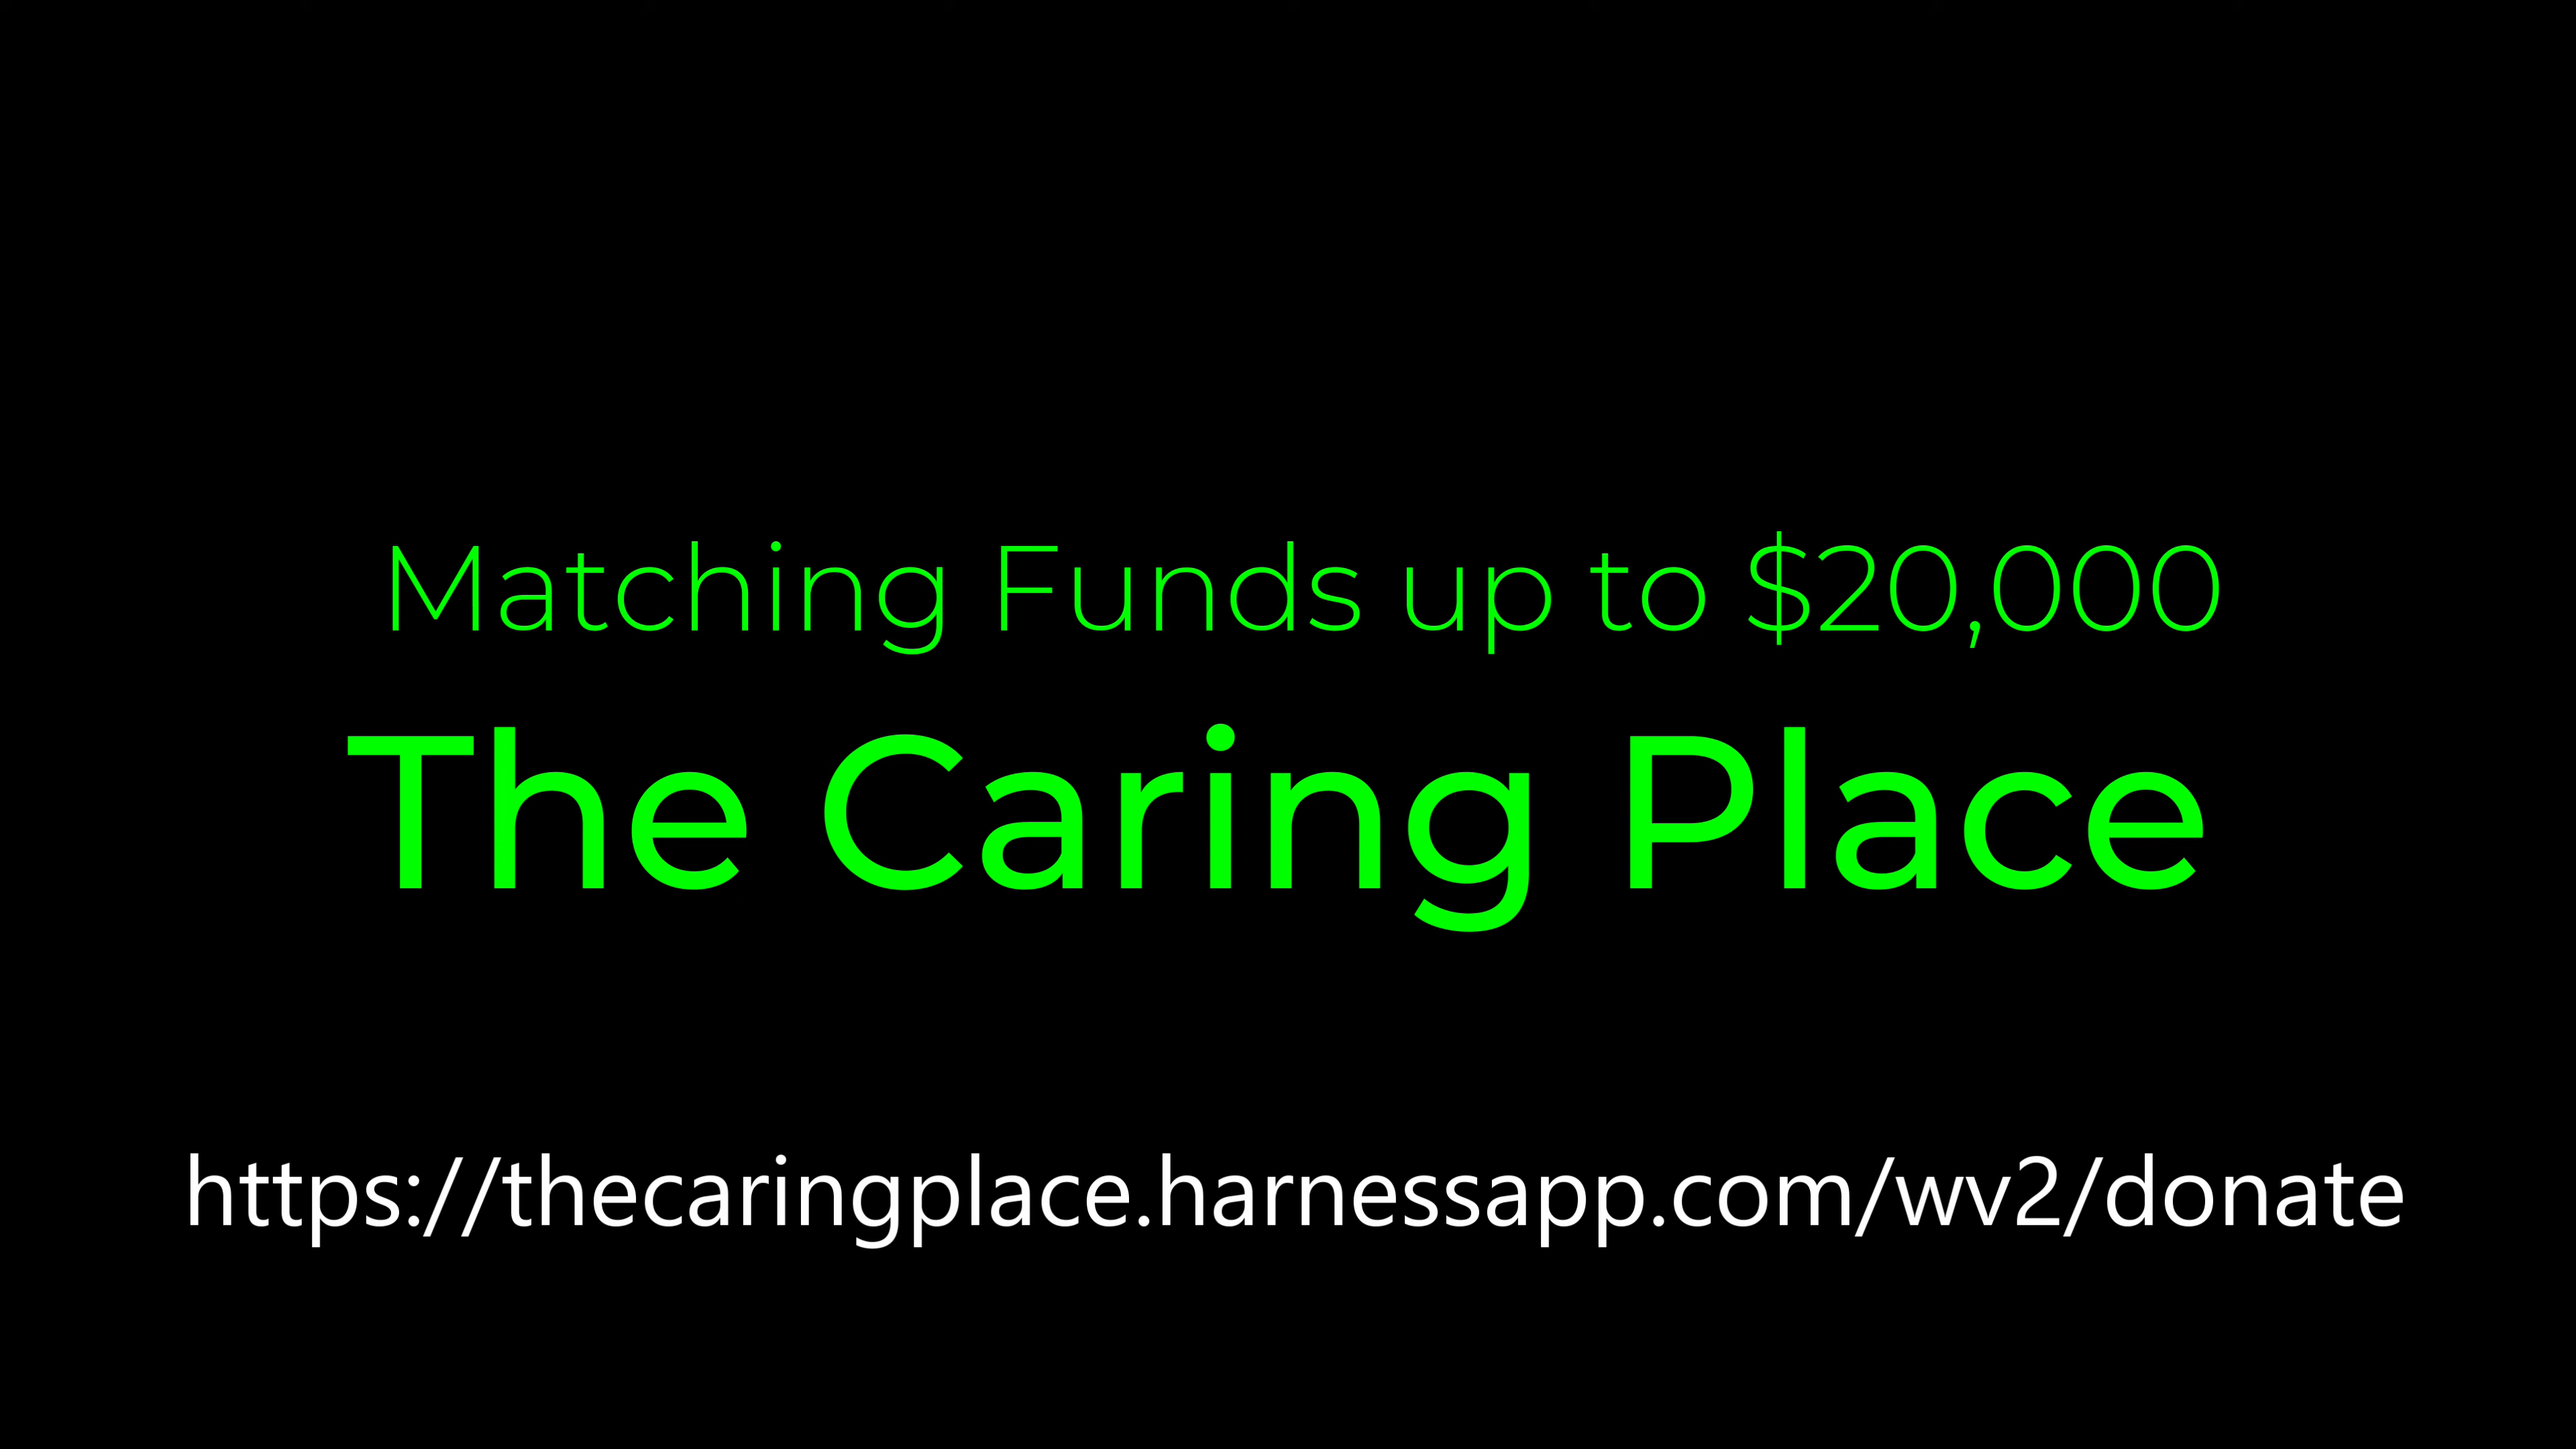 Matching Funds up to $20,000
The Caring Place
https://thecaringplace.harnessapp.com/wv2/donate